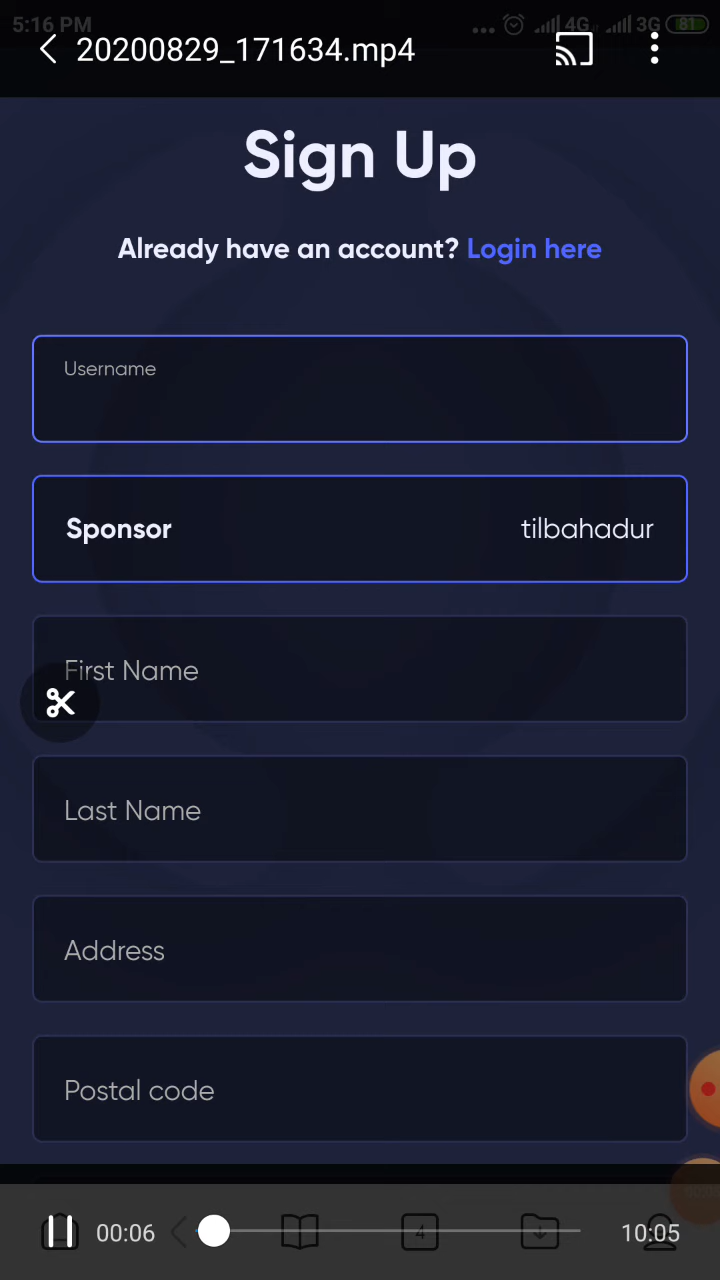 5:16 PM
4G
3G
81
20200829_171634.mp4
Sign Up
Already have an account? Login here
Username
Sponsor
tilbahadur
First Name
Last Name
Address
Postal code
00:06
4
10:05